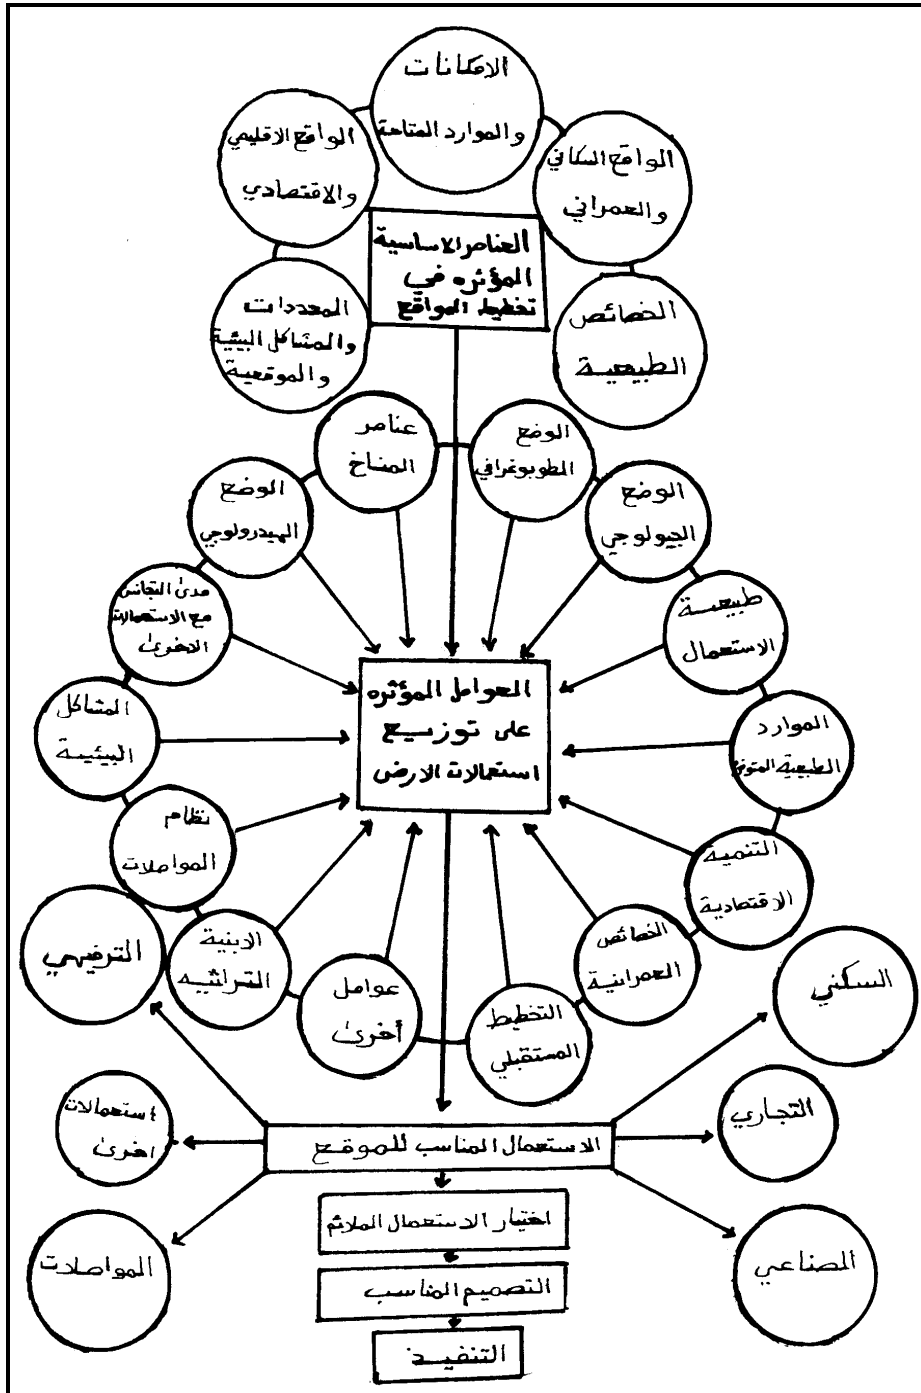 الامكانات
والموارد المتاحة
الواقع الاقليمي
والاقتصادي
الواقع السكاني
والعمراني
العناصر الاساسية
المؤثره في
تخطيط المواقع
المحددات
والمشاكل البيئية
والموقعية
الخصائص
الطبيعية
عناصر
المناخ
الوضع
الطوبوغرافي
الوضع
الهيدرولوجي
الوضع
الجيولوجي
مدى التجانس
مع الاستعمالات
الاخرى
طبيعة
الاستعمال
المشاكل
البيئية
العوامل المؤثره
على توزيع
استعمالات الارض
الموارد
الطبيعية
نظام
المواصلات
التنمية
الاقتصادية
الترفيهي
الابنية
التراثيه
عوامل
أخرى
التخطيط
المستقبلي
الخصائص
العمرانية
السكني
استعمالات
اخرى
الاستعمال المناسب للموقع
التجاري
المواصلات
اختيار الاستعمال الملائم
المصناعي
التصميم المناسب
التنفيذ